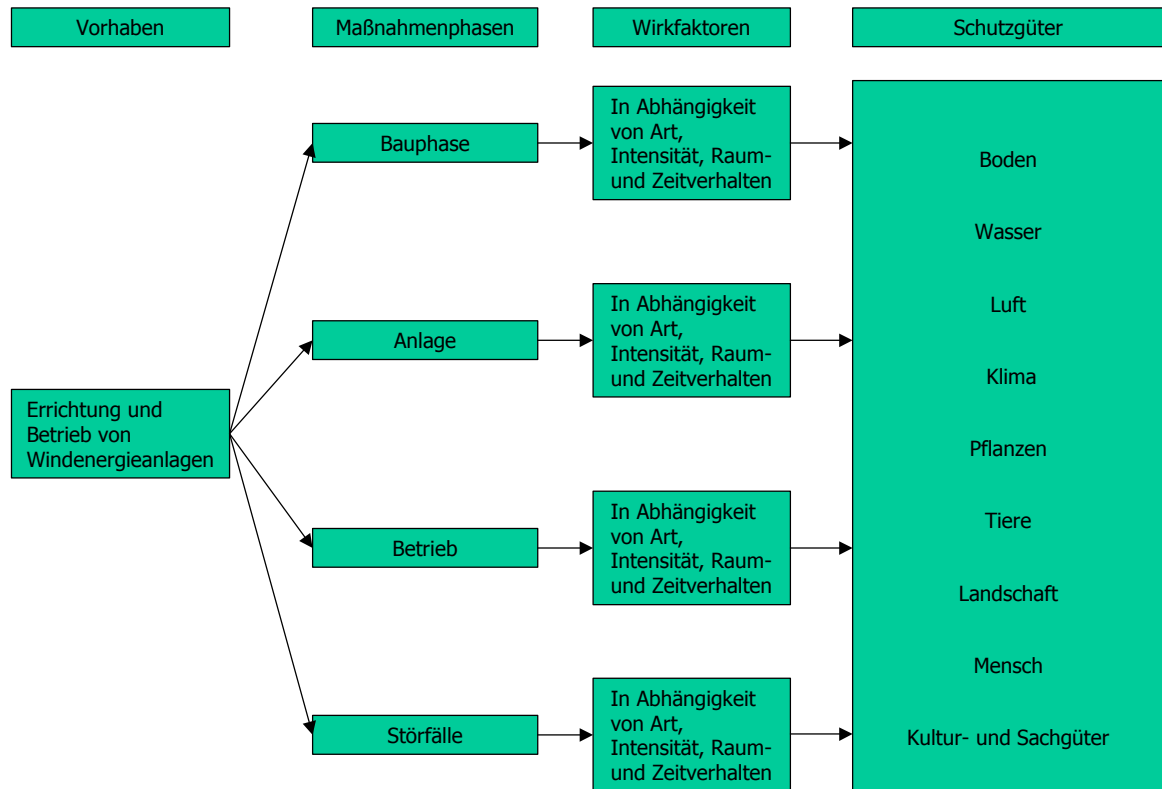 Vorhaben
Maßnahmenphasen
Wirkfaktoren
Schutzgüter
Errichtung und
Betrieb von
Windenergieanlagen
Bauphase
Anlage
Betrieb
Störfälle
In Abhängigkeit
von Art,
Intensität, Raum-
und Zeitverhalten
In Abhängigkeit
von Art,
Intensität, Raum-
und Zeitverhalten
In Abhängigkeit
von Art,
Intensität, Raum-
und Zeitverhalten
In Abhängigkeit
von Art,
Intensität, Raum-
und Zeitverhalten
Boden
Wasser
Luft
Klima
Pflanzen
Tiere
Landschaft
Mensch
Kultur- und Sachgüter